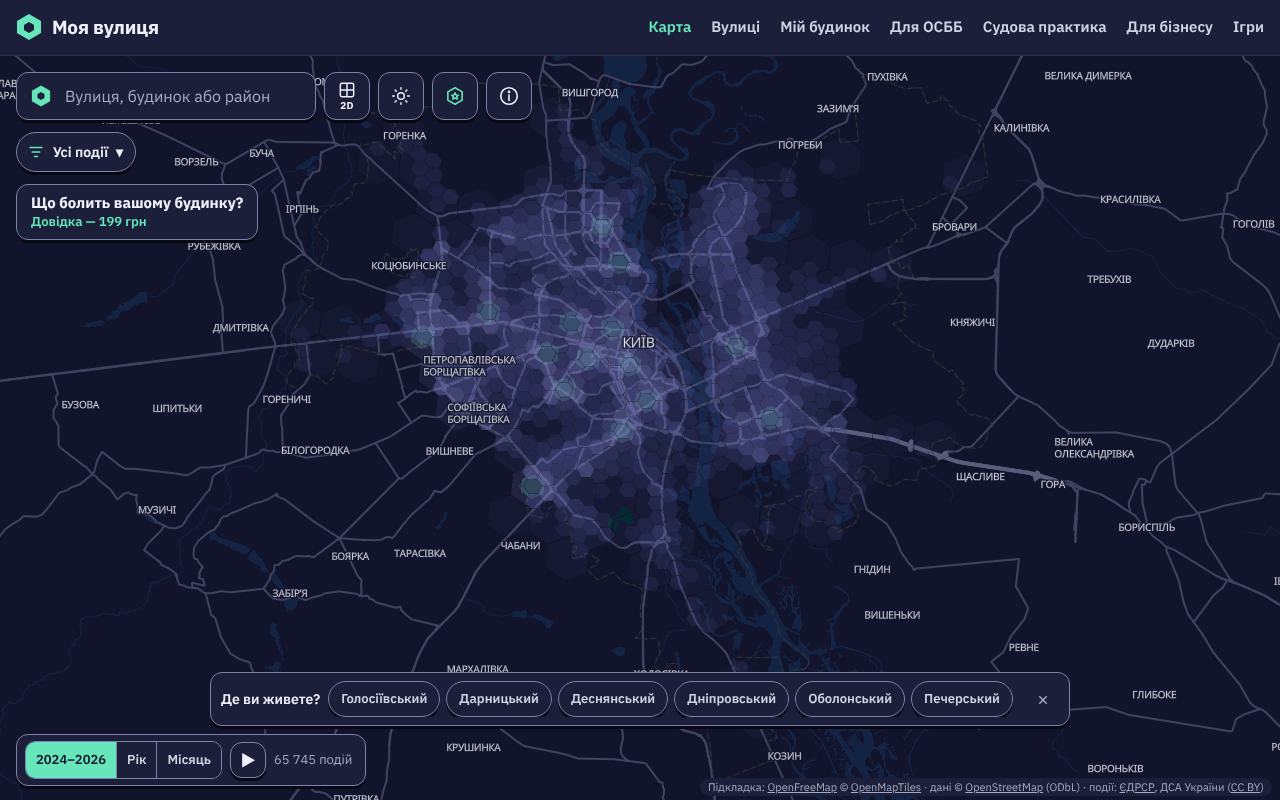 Моя вулиця
Карта
Вулиці
Мій будинок
Для ОСББ
Судова практика
Для бізнесу
Ігри
Вулиця, будинок або район
2D
Усі події ▾
Що болить вашому будинку?
Довідка — 199 грн
ВИШГОРОД
ПУХІВКА
ВЕЛИКА ДИМЕРКА
ЗАЗИМ'Я
КАЛИНІВКА
ГОРЕНКА
ПОГРЕБИ
БУЧА
ВОРЗЕЛЬ
КРАСИЛІВКА
ІРПІНЬ
ГОГОЛІВ
БРОВАРИ
РУБЕЖІВКА
КОЦЮБИНСЬКЕ
ТРЕБУХІВ
ДМИТРІВКА
КНЯЖИЧІ
КИЇВ
ДУДАРКІВ
ПЕТРОПАВЛІВСЬКА
БОРЩАГІВКА
БУЗОВА
ШПИТЬКИ
ГОРЕНИЧІ
СОФІЇВСЬКА
БОРЩАГІВКА
БІЛОГОРОДКА
ВИШНЕВЕ
ВЕЛИКА
ОЛЕКСАНДРІВКА
ЩАСЛИВЕ
ГОРА
МУЗИЧІ
БОРИСПІЛЬ
ЧАБАНИ
БОЯРКА
ТАРАСІВКА
ГНІДИН
ЗАБІР'Я
ВИШЕНЬКИ
РЕВНЕ
МАРХАЛІВКА
Де ви живете?
Голосіївський
Дарницький
Деснянський
Дніпровський
Оболонський
Печерський
×
ГЛИБОКЕ
2024–2026
Рік
Місяць
65 745 подій
КРУШИНКА
КОЗИН
ВОРОНЬКІВ
Підкладка: OpenFreeMap © OpenMapTiles · дані © OpenStreetMap (ODbL) · події: ЄДРСР, ДСА України (CC BY)